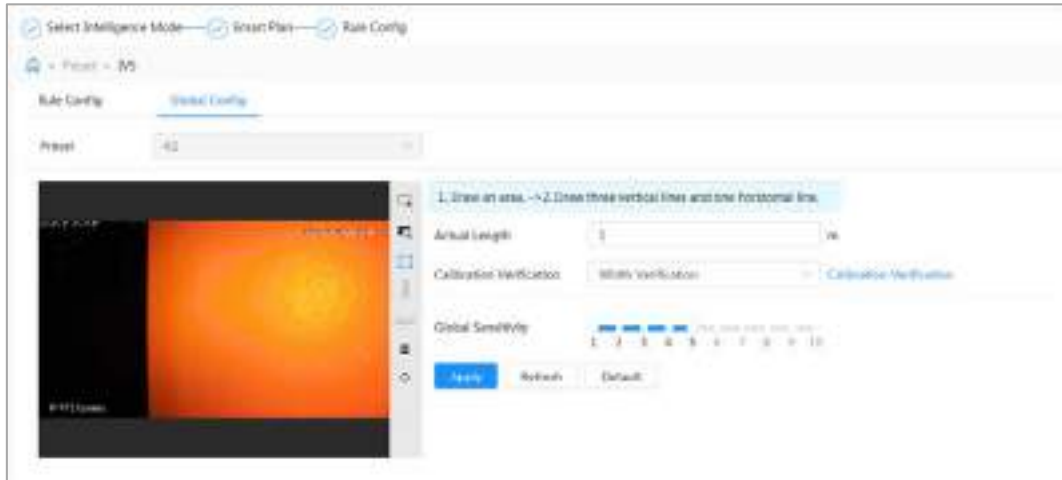 Select Intelligence Mode Smart Plan Rule Config
Preset IVS
Rule Config Global Config
Preset
1. Draw an area. -->2. Draw three vertical lines and one horizontal line.
Actual Length m
Calibration Verification Width Verification Calibration Verification
Global Sensitivity
1 2 3 4 5 6 7 8 9 10
Apply Refresh Default